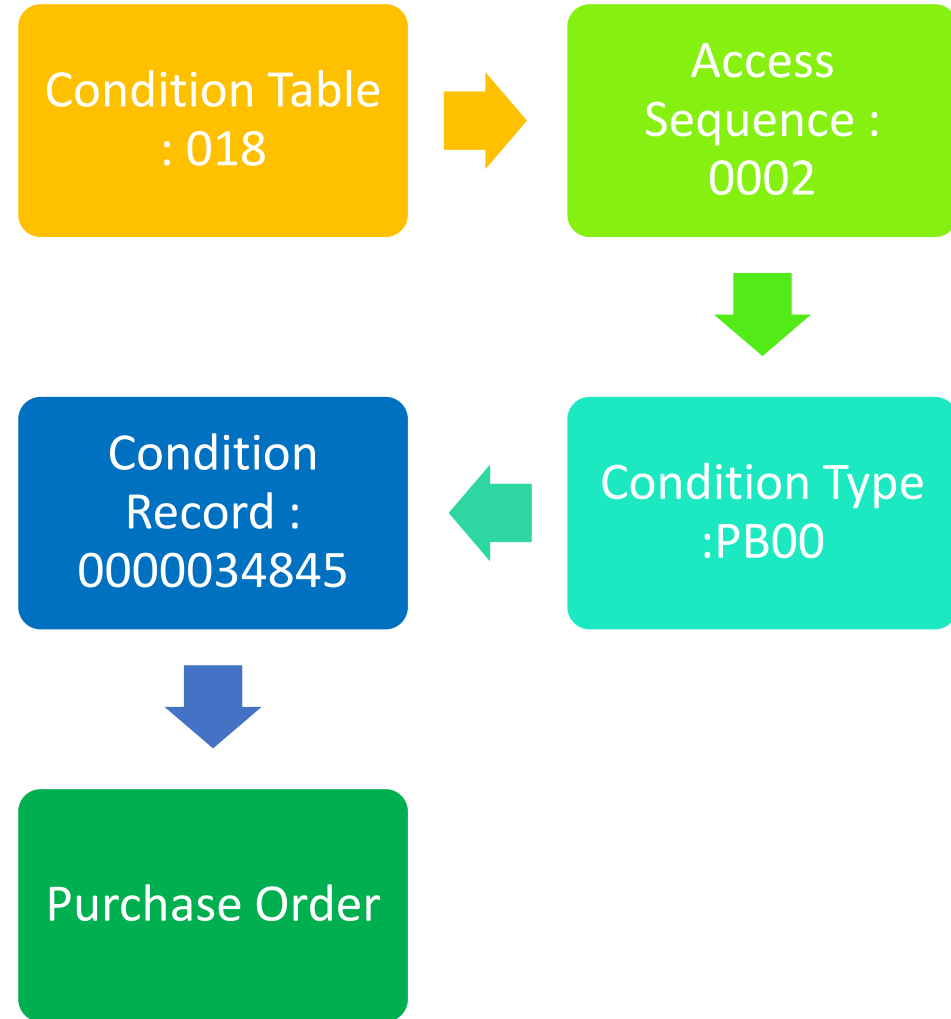 Condition Table
: 018
Access
Sequence :
0002
Condition Type
:PB00
Condition
Record :
0000034845
Purchase Order